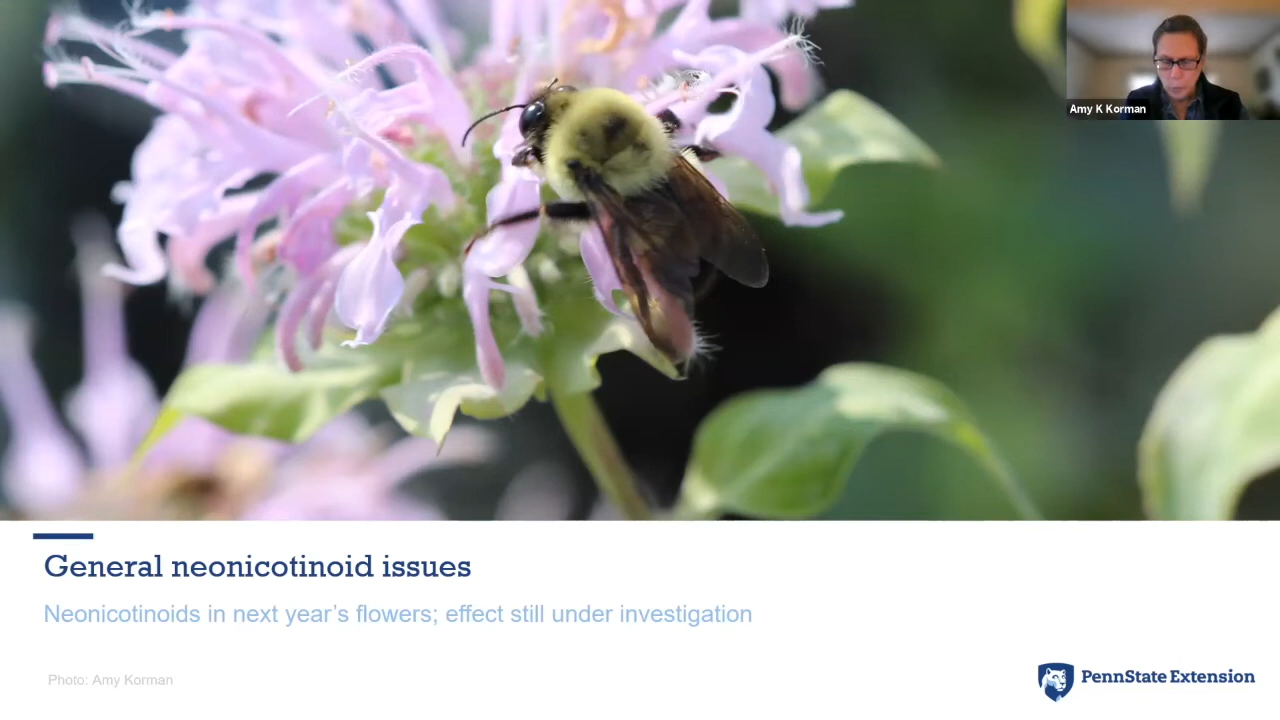 Amy K Korman
General neonicotinoid issues
Neonicotinoids in next year's flowers; effect still under investigation
Photo: Amy Korman
PennState Extension